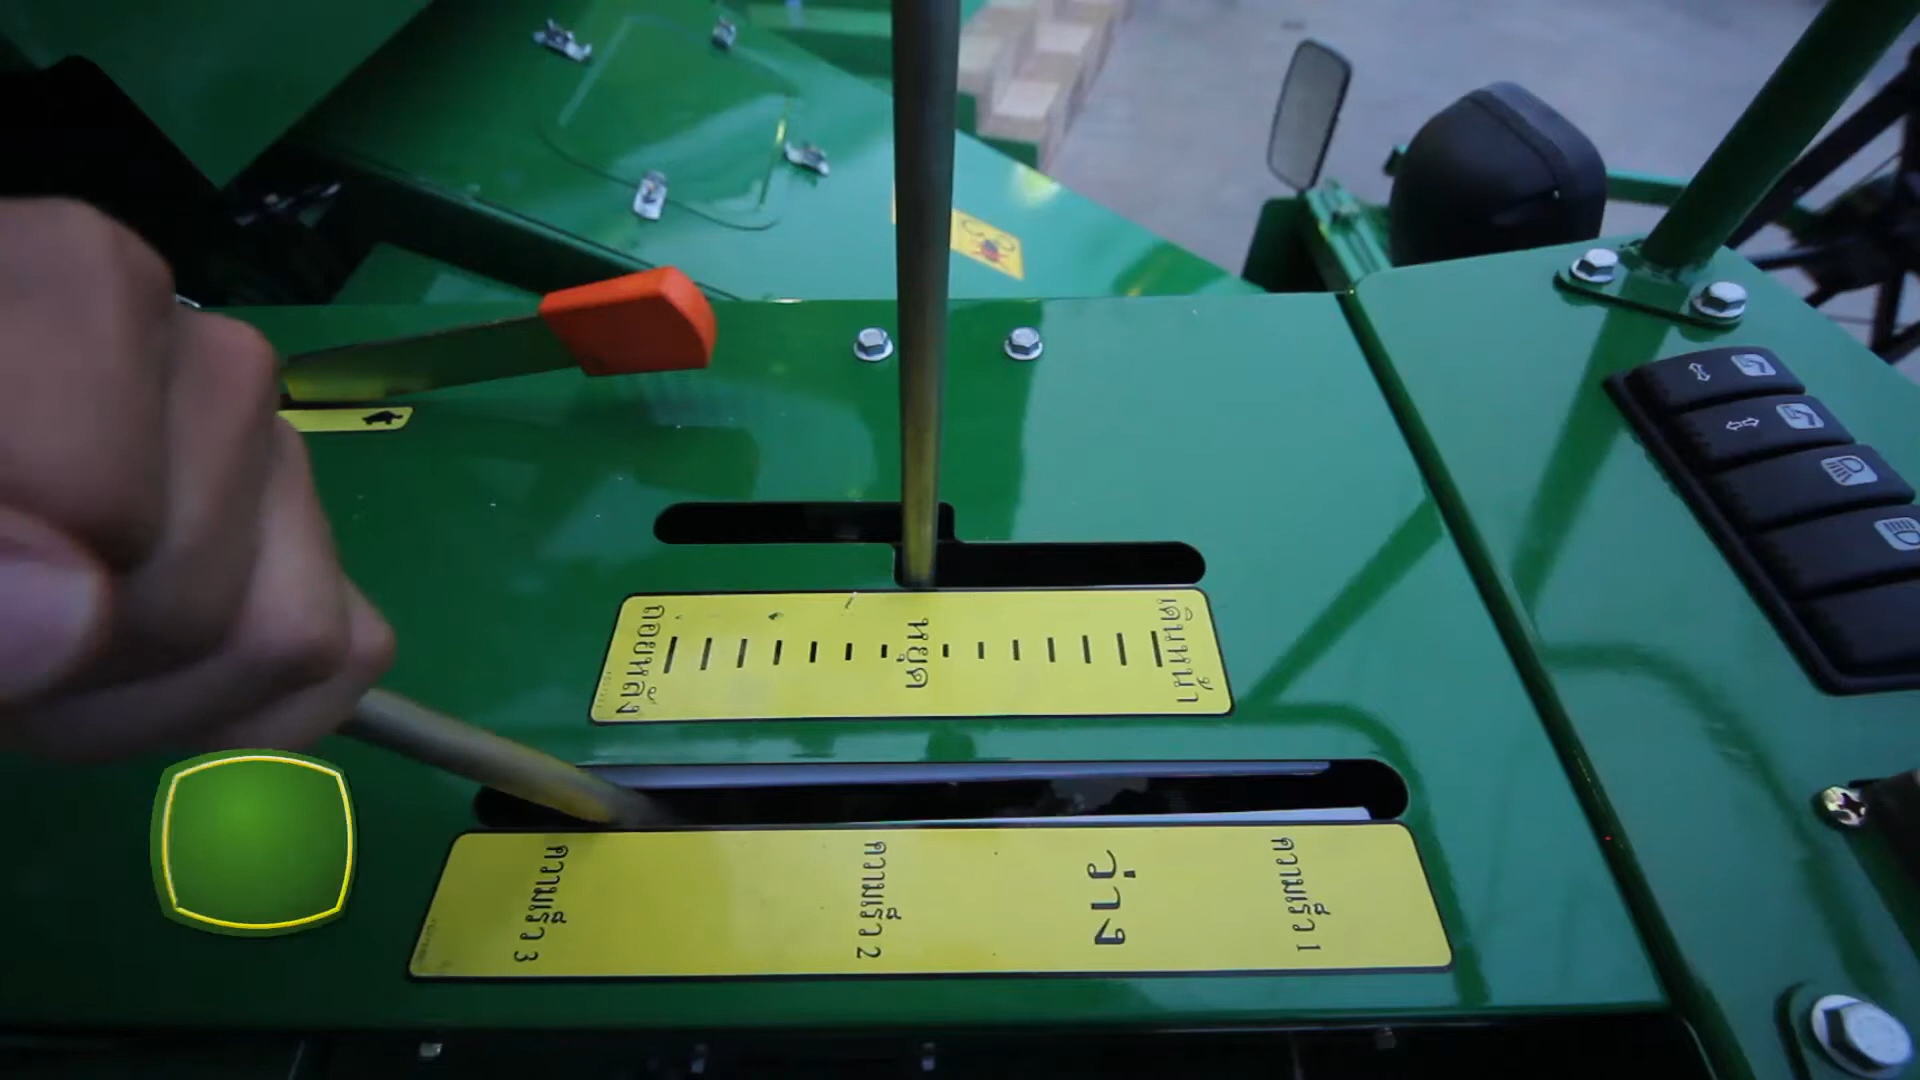 ถอยหลัง
หยุด
เดินหน้า
ความเร็ว 3
ความเร็ว 2
ว่าง
ความเร็ว 1